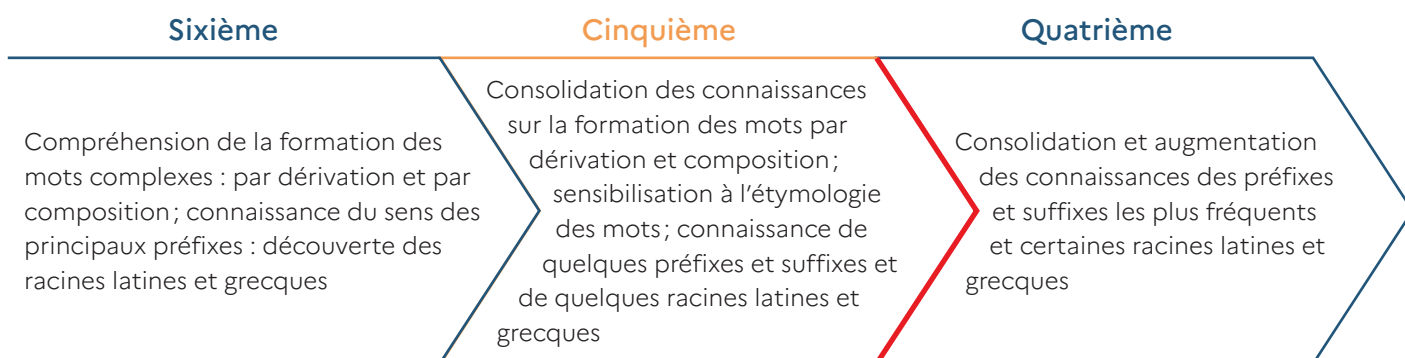 Sixième
Compréhension de la formation des
mots complexes : par dérivation et par
composition ; connaissance du sens des
principaux préfixes : découverte des
racines latines et grecques
Cinquième
Consolidation des connaissances
sur la formation des mots par
dérivation et composition ;
sensibilisation à l’étymologie
des mots ; connaissance de
quelques préfixes et suffixes et
de quelques racines latines et
grecques
Quatrième
Consolidation et augmentation
des connaissances des préfixes
et suffixes les plus fréquents
et certaines racines latines et
grecques